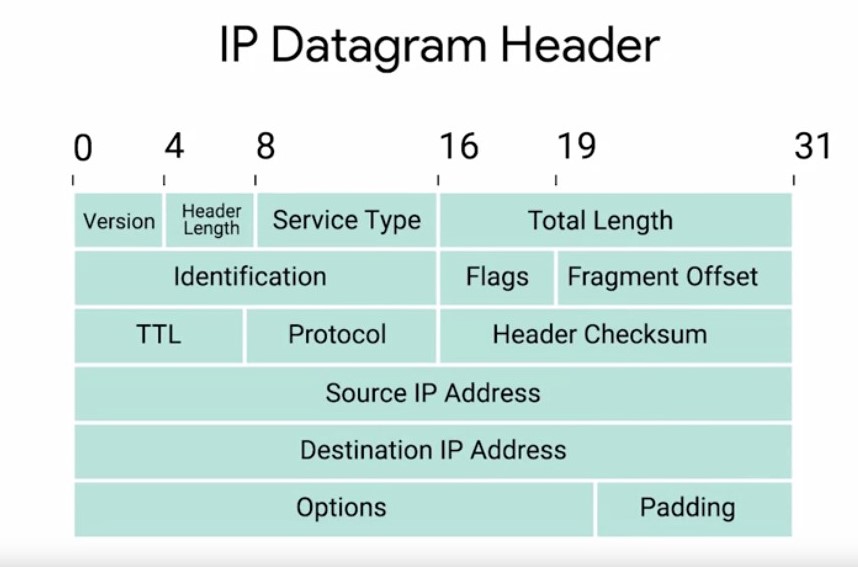 IP Datagram Header
0 4 8 16 19 31
Version Header Length Service Type Total Length
Identification Flags Fragment Offset
TTL Protocol Header Checksum
Source IP Address
Destination IP Address
Options Padding